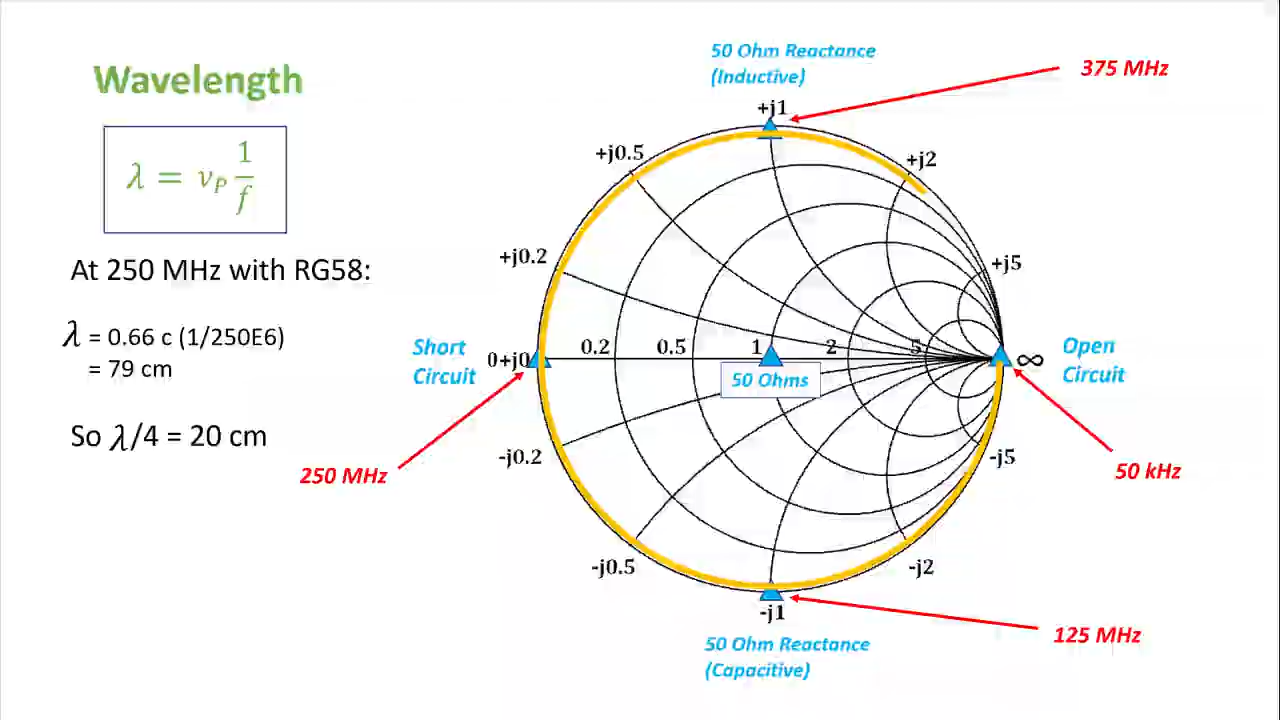 Wavelength
λ = vP 1/f
At 250 MHz with RG58:
λ = 0.66 c (1/250E6)
= 79 cm
So λ/4 = 20 cm
50 Ohm Reactance
(Inductive)
375 MHz
+j1
+j0.5
+j2
+j0.2
+j5
Short
Circuit
0+j0
0.2
0.5
1
2
5
∞
Open
Circuit
50 Ohms
250 MHz
50 kHz
-j0.2
-j5
-j0.5
-j2
-j1
125 MHz
50 Ohm Reactance
(Capacitive)